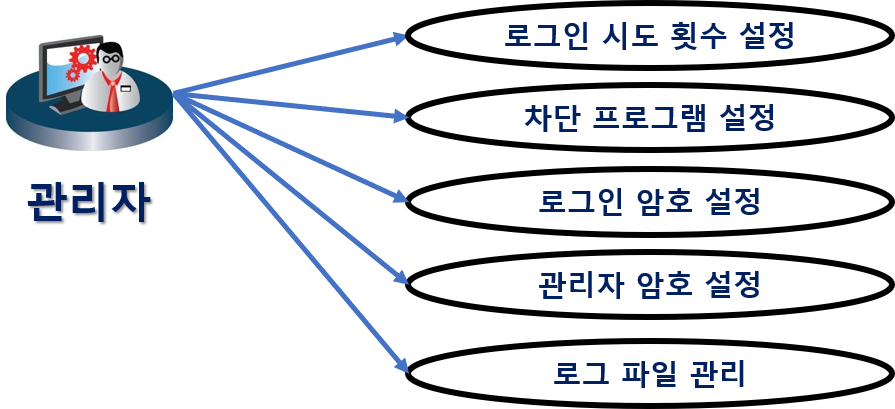 로그인 시도 횟수 설정
차단 프로그램 설정
관리자
로그인 암호 설정
관리자 암호 설정
로그 파일 관리